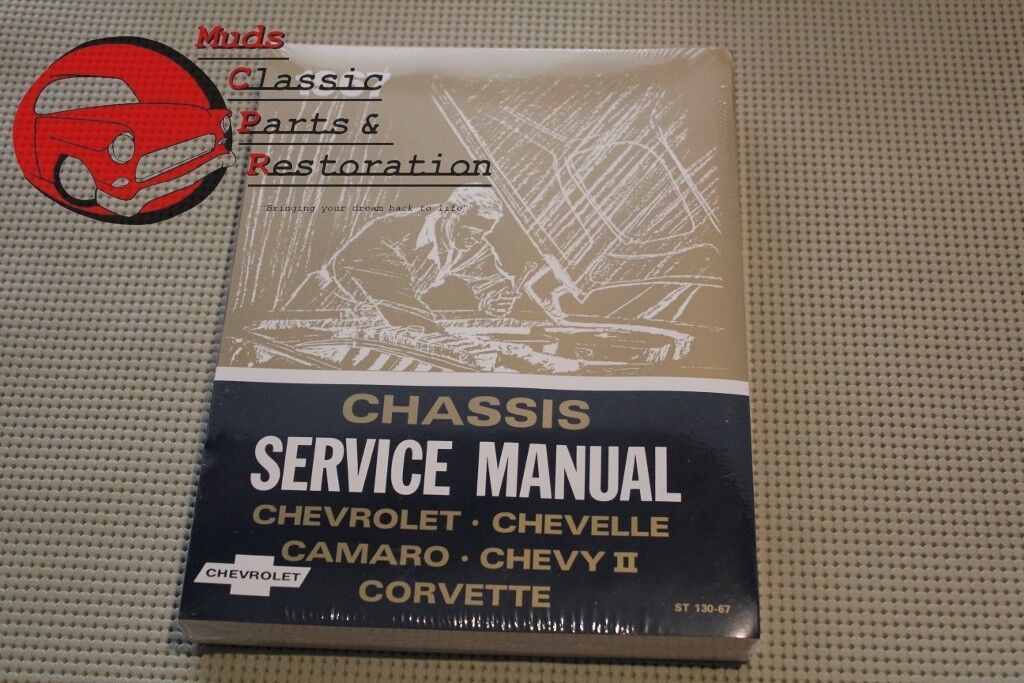 Muds
Classic
Parts &
Restoration
"Bringing your dream back to life"
CHASSIS
SERVICE MANUAL
CHEVROLET · CHEVELLE
CAMARO · CHEVY II
CORVETTE
CHEVROLET
ST 130-67